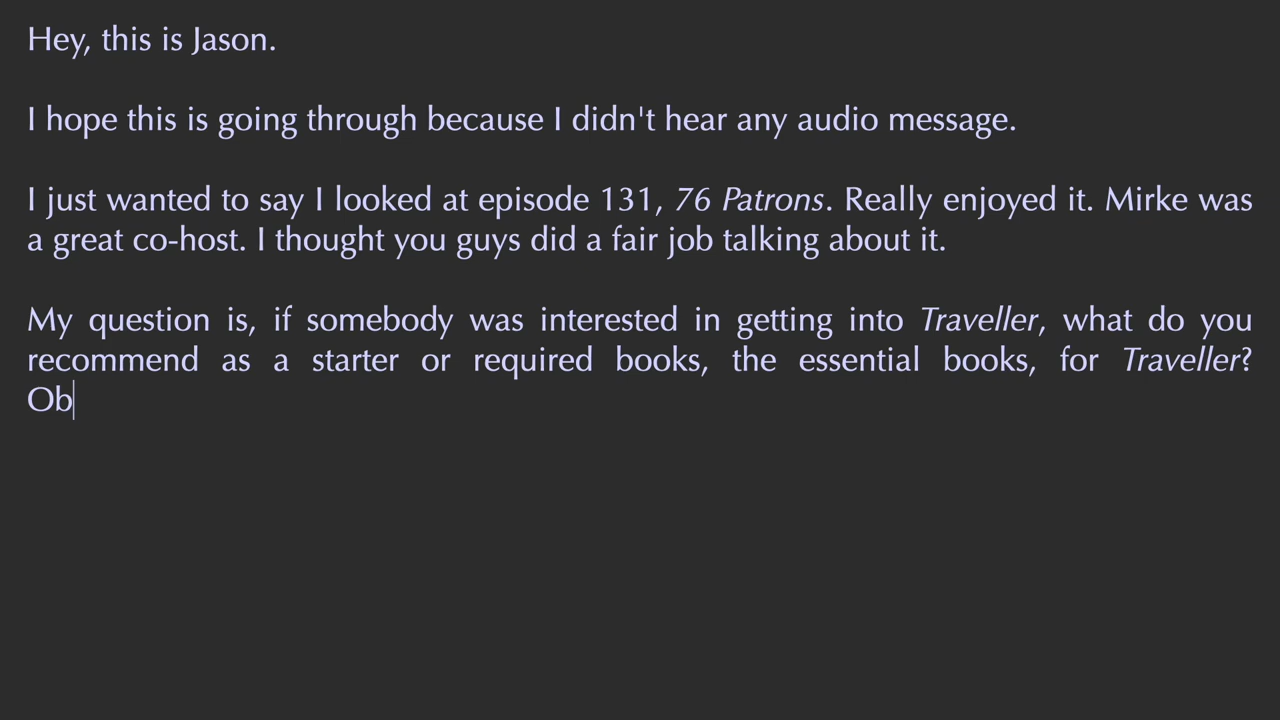 Hey, this is Jason.
I hope this is going through because I didn't hear any audio message.
I just wanted to say I looked at episode 131, 76 Patrons. Really enjoyed it. Mirke was
a great co-host. I thought you guys did a fair job talking about it.
My question is, if somebody was interested in getting into Traveller, what do you
recommend as a starter or required books, the essential books, for Traveller?
Ob